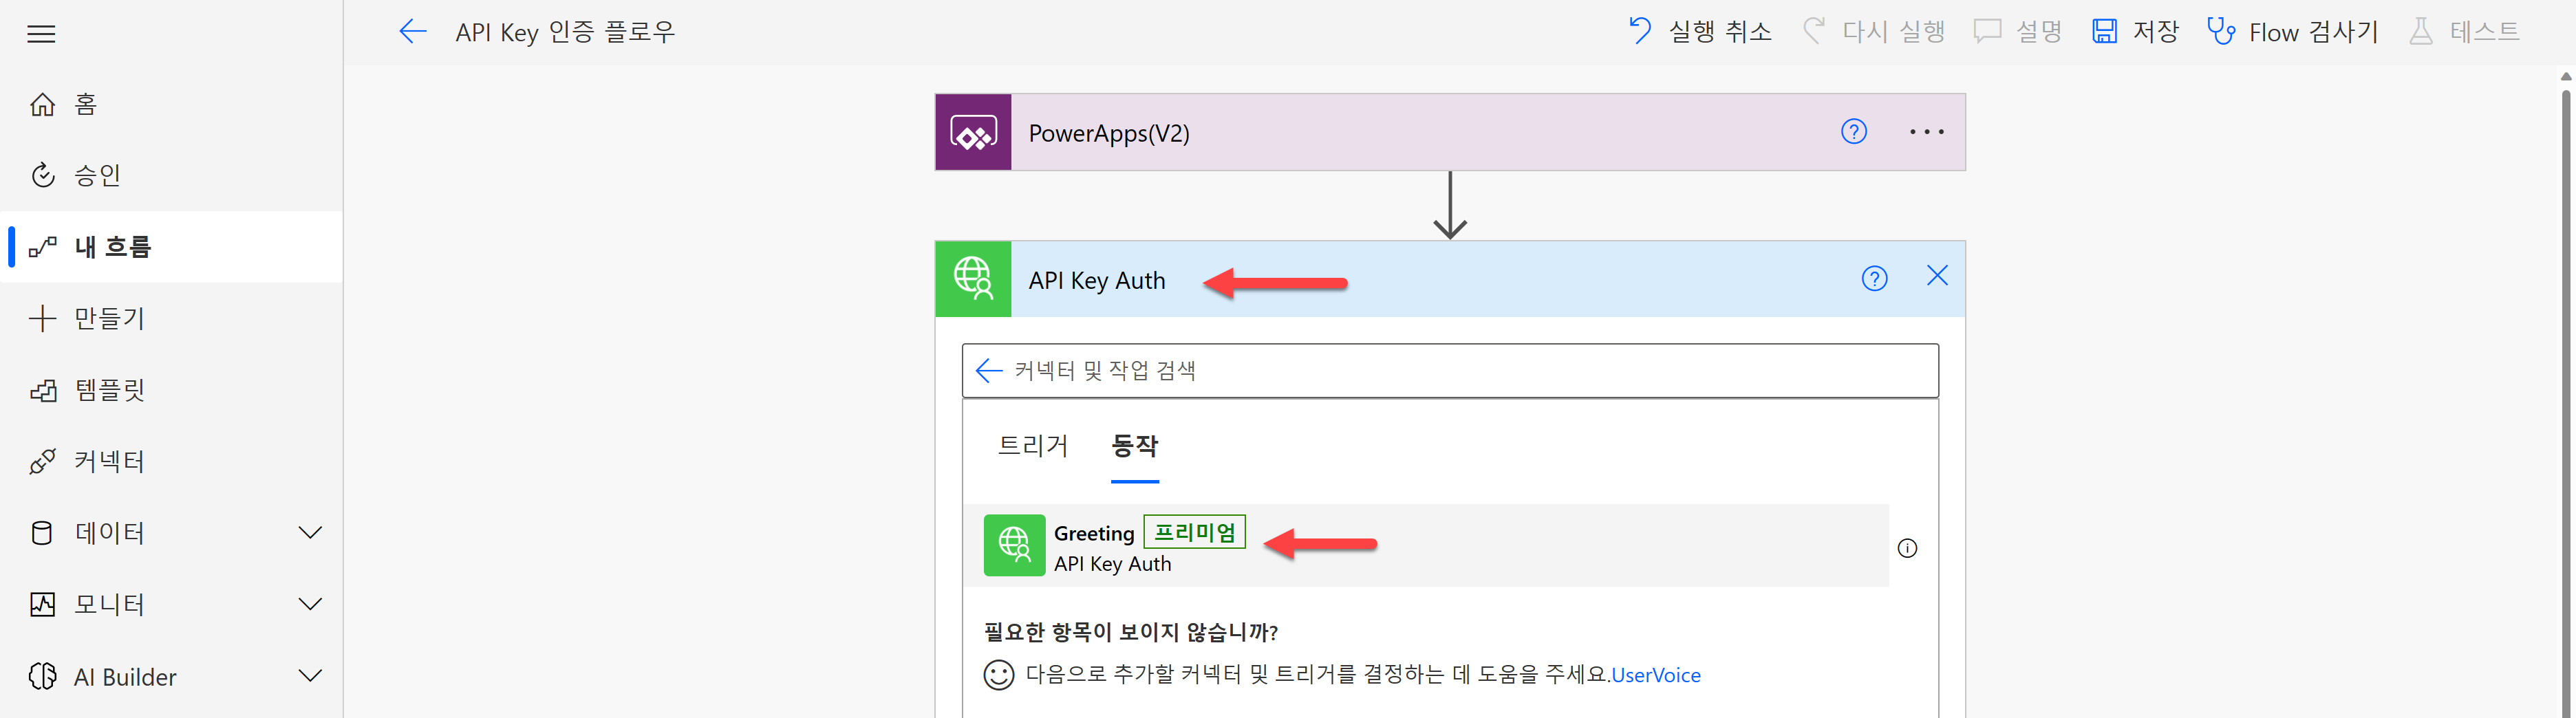 API Key 인증 플로우
실행 취소
다시 실행
설명
저장
Flow 검사기
테스트
홈
승인
내 흐름
만들기
템플릿
커넥터
데이터
모니터
AI Builder
PowerApps(V2)
API Key Auth
커넥터 및 작업 검색
트리거
동작
Greeting 프리미엄
API Key Auth
필요한 항목이 보이지 않습니까?
다음으로 추가할 커넥터 및 트리거를 결정하는 데 도움을 주세요.UserVoice